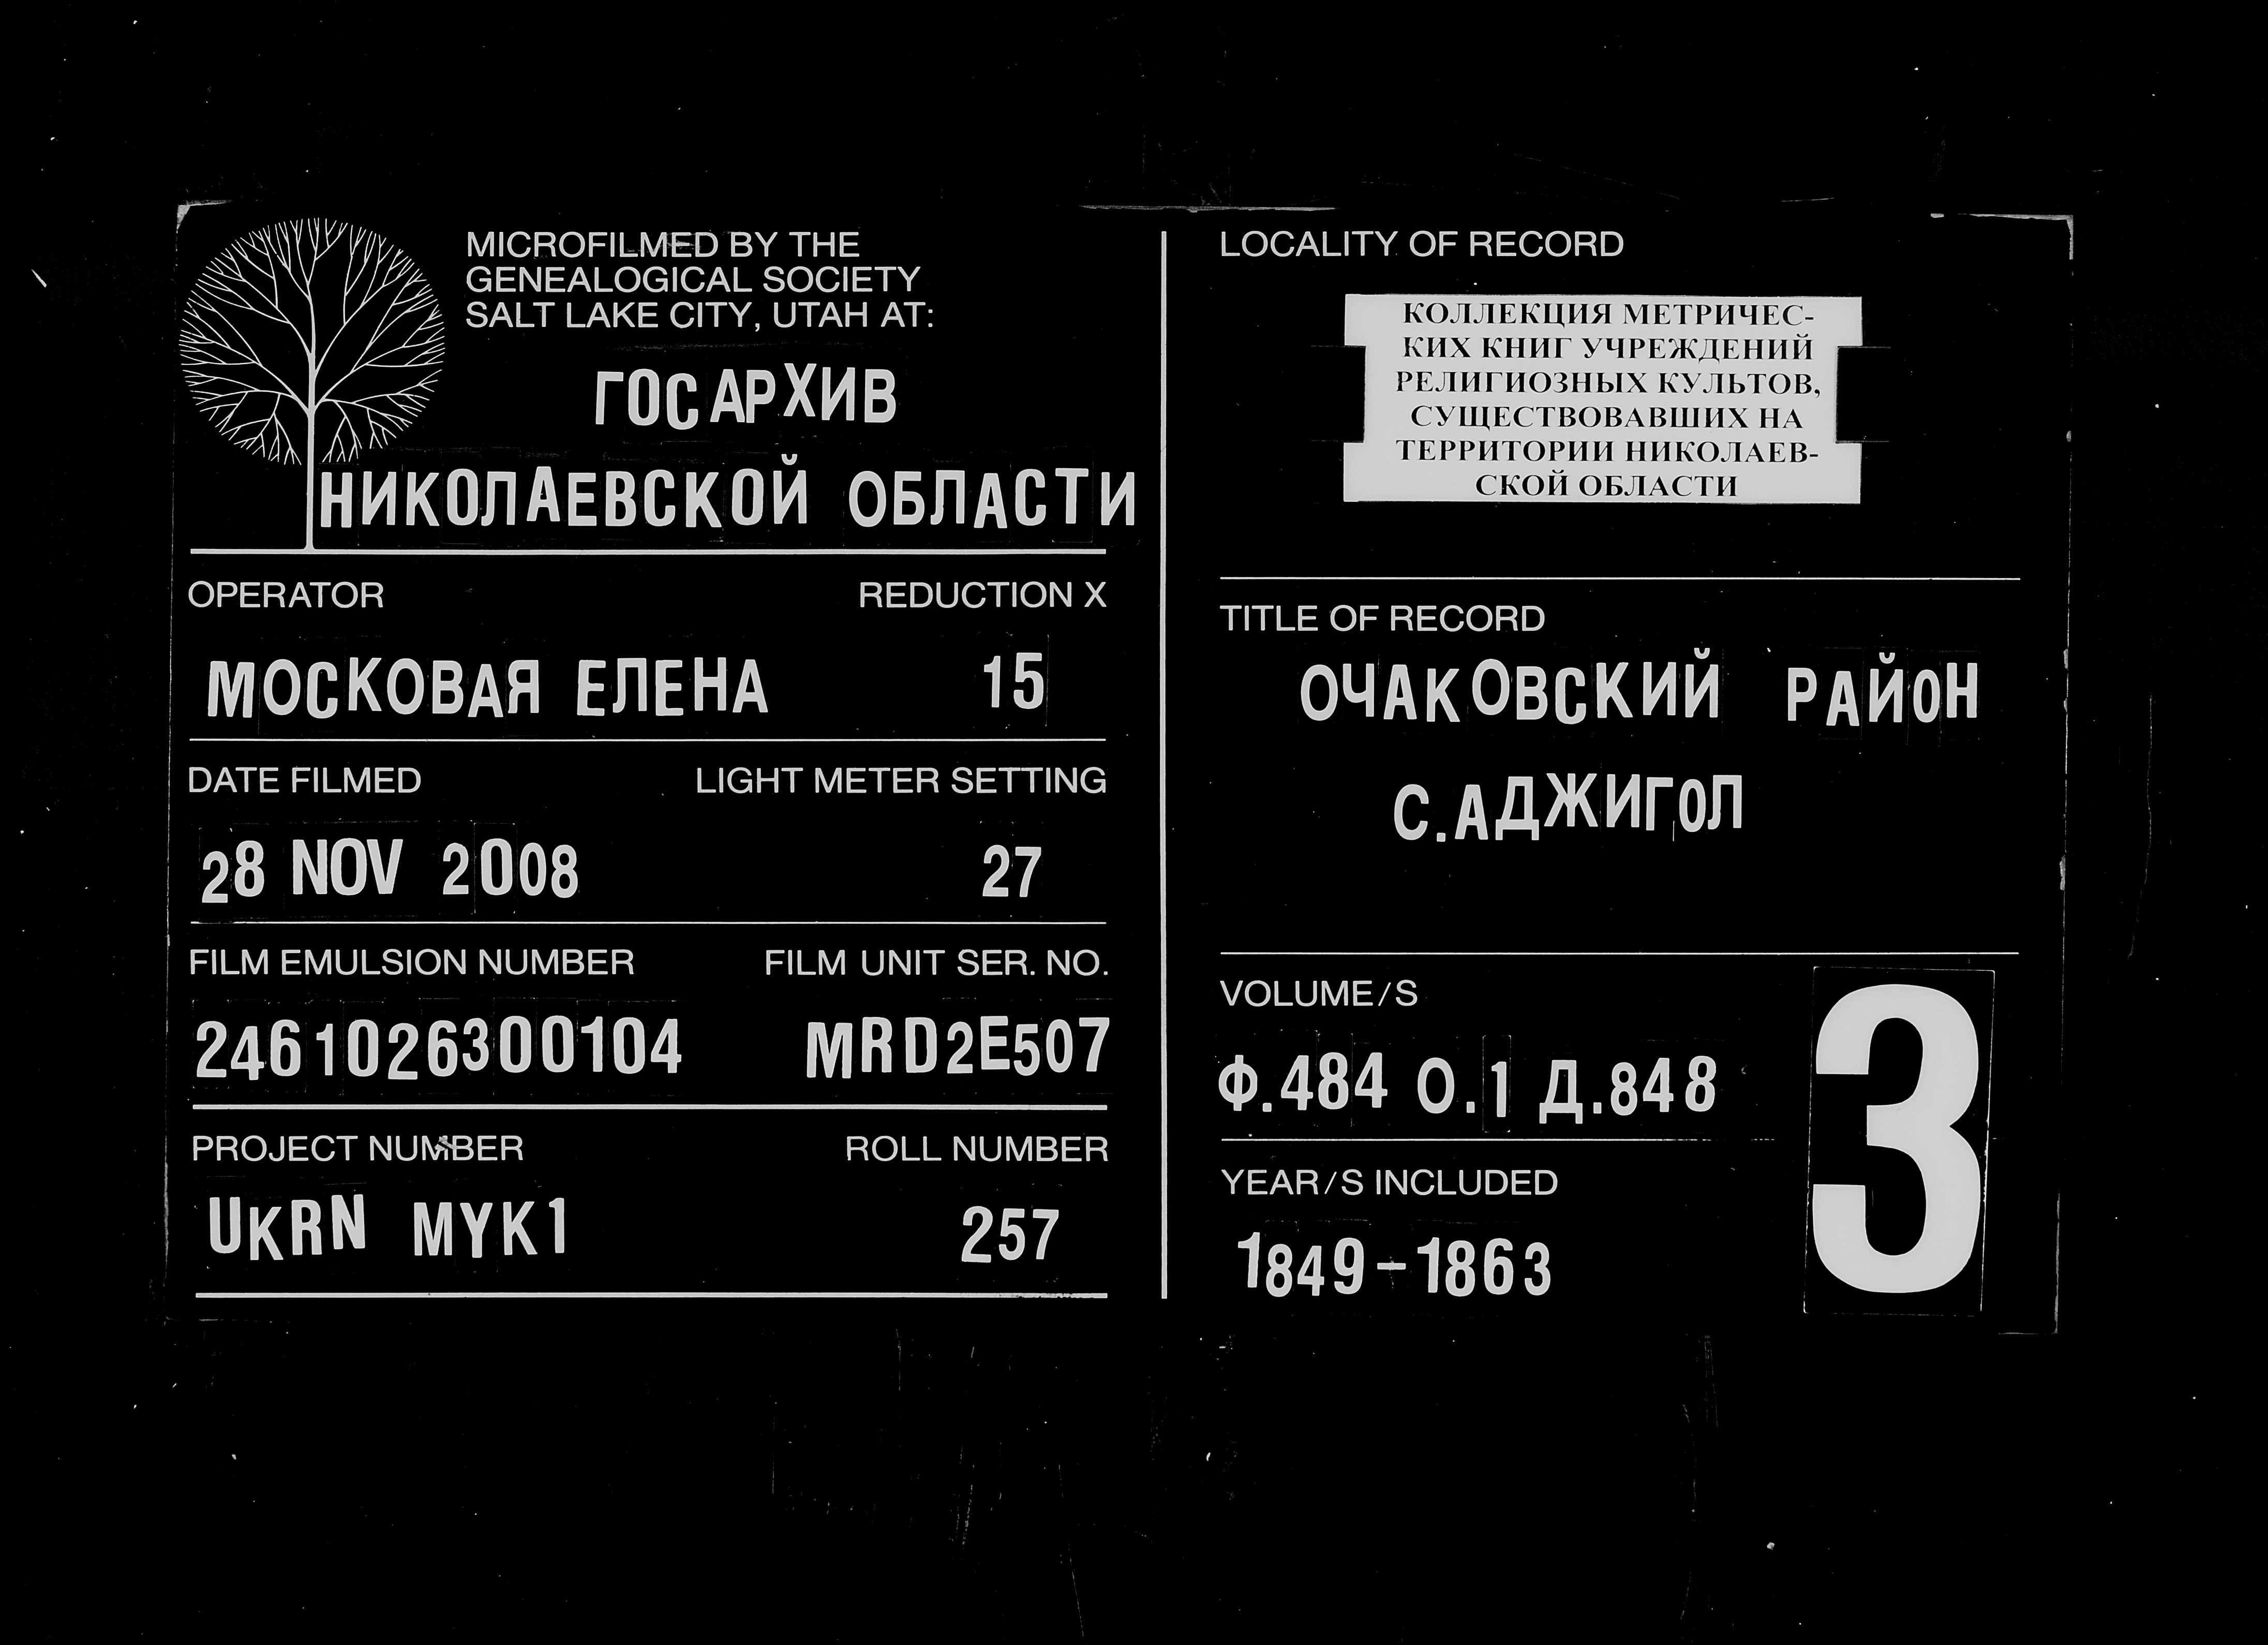 MICROFILMED BY THE
GENEALOGICAL SOCIETY
SALT LAKE CITY, UTAH AT:
ГОСАРХИВ
НИКОЛАЕВСКОЙ ОБЛАСТИ
OPERATOR REDUCTION X
МОСКОВАЯ ЕЛЕНА 15
DATE FILMED LIGHT METER SETTING
28 NOV 2008 27
FILM EMULSION NUMBER FILM UNIT SER. NO.
2461026300104 MRD2E507
PROJECT NUMBER ROLL NUMBER
UKRN MYK1 257
LOCALITY OF RECORD
КОЛЛЕКЦИЯ МЕТРИЧЕС-
КИХ КНИГ УЧРЕЖДЕНИЙ
РЕЛИГИОЗНЫХ КУЛЬТОВ,
СУЩЕСТВОВАВШИХ НА
ТЕРРИТОРИИ НИКОЛАЕВ-
СКОЙ ОБЛАСТИ
TITLE OF RECORD
ОЧАКОВСКИЙ РАЙОН
С.АДЖИГОЛ
VOLUME/S
Ф.484 О.1 Д.848
YEAR/S INCLUDED
1849-1863
3